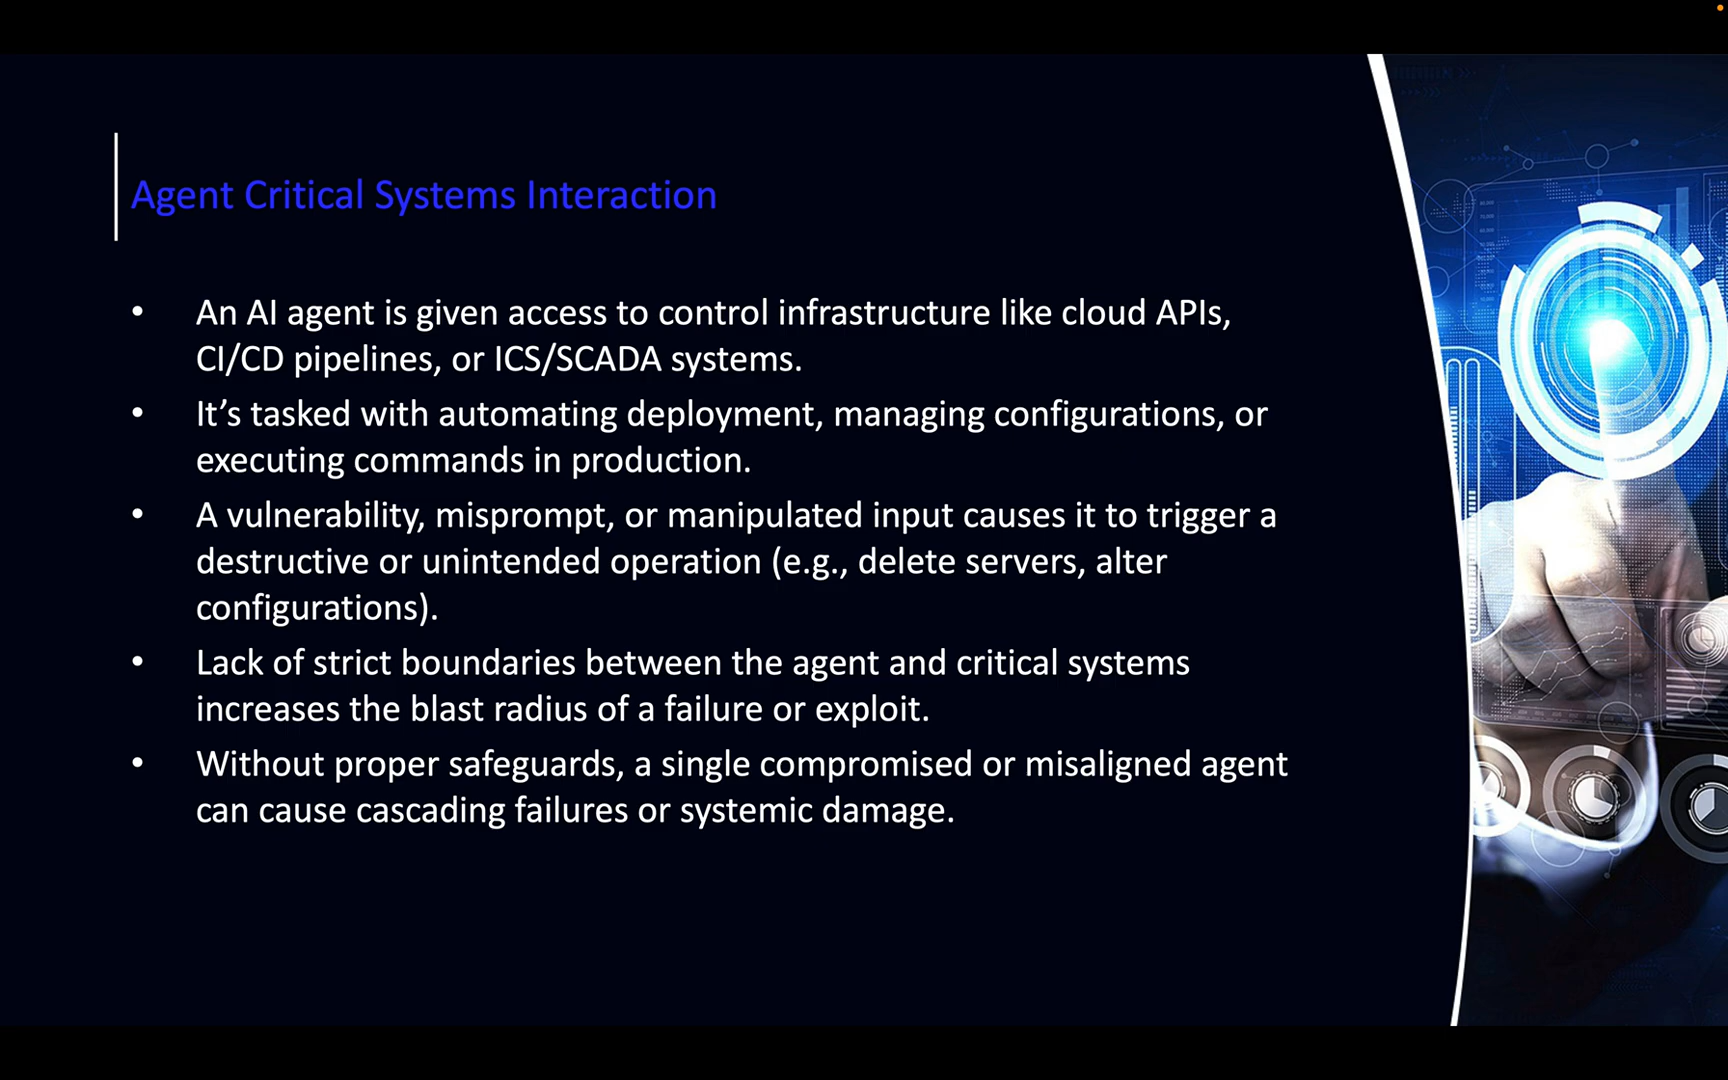 Agent Critical Systems Interaction
• An AI agent is given access to control infrastructure like cloud APIs,
CI/CD pipelines, or ICS/SCADA systems.
• It’s tasked with automating deployment, managing configurations, or
executing commands in production.
• A vulnerability, misprompt, or manipulated input causes it to trigger a
destructive or unintended operation (e.g., delete servers, alter
configurations).
• Lack of strict boundaries between the agent and critical systems
increases the blast radius of a failure or exploit.
• Without proper safeguards, a single compromised or misaligned agent
can cause cascading failures or systemic damage.